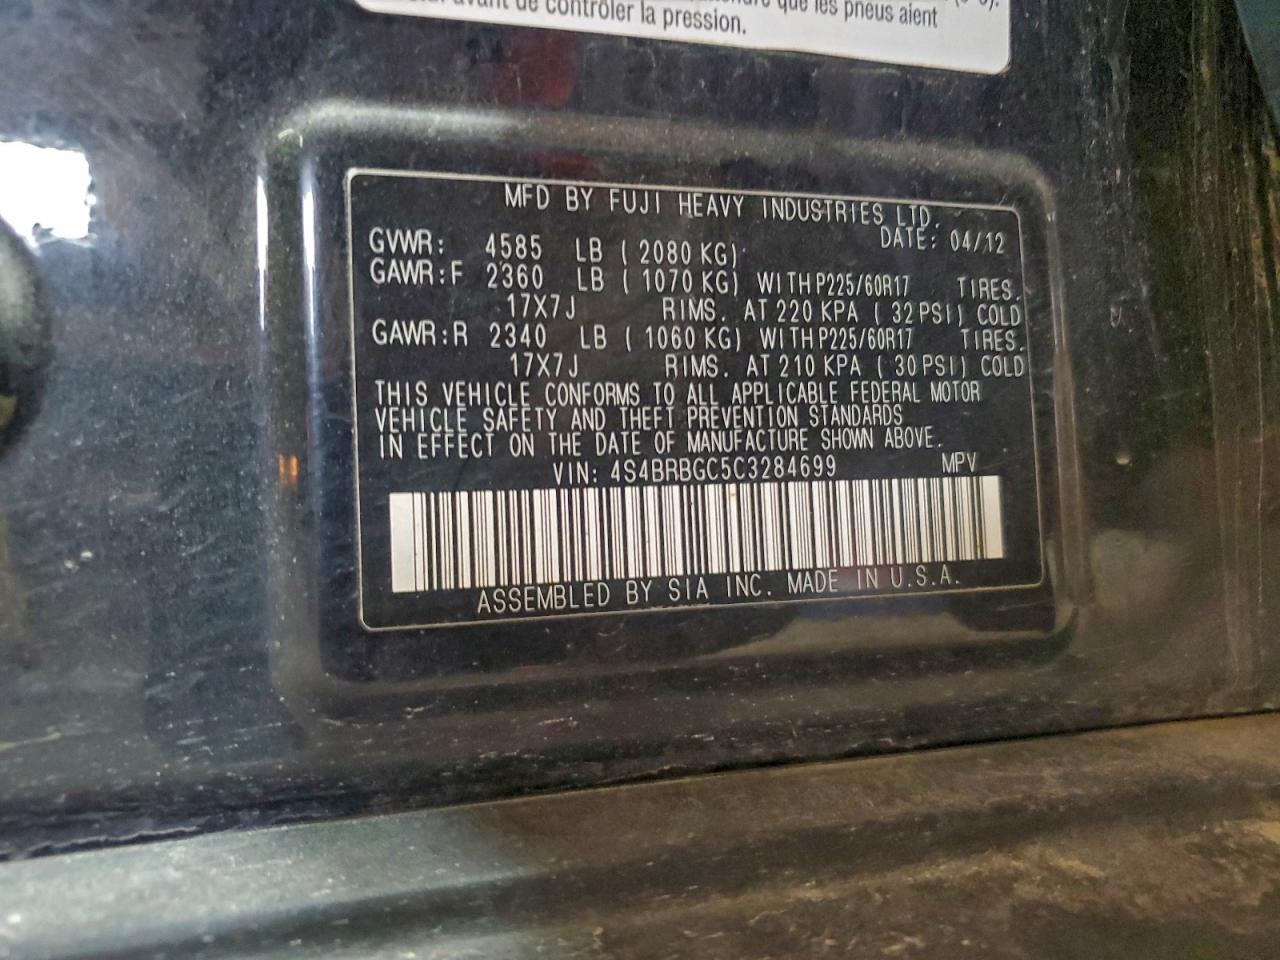 avant de contrôler la pression. que les pneus aient
MFD BY FUJI HEAVY INDUSTRIES LTD.
DATE: 04/12
GVWR: 4585 LB ( 2080 KG)
GAWR:F 2360 LB ( 1070 KG) WITH P225/60R17 TIRES.
17X7J RIMS. AT 220 KPA ( 32 PSI) COLD
GAWR:R 2340 LB ( 1060 KG) WITH P225/60R17 TIRES.
17X7J RIMS. AT 210 KPA ( 30 PSI) COLD
THIS VEHICLE CONFORMS TO ALL APPLICABLE FEDERAL MOTOR
VEHICLE SAFETY AND THEFT PREVENTION STANDARDS
IN EFFECT ON THE DATE OF MANUFACTURE SHOWN ABOVE.
VIN: 4S4BRBGC5C3284699 MPV
ASSEMBLED BY SIA INC. MADE IN U.S.A.